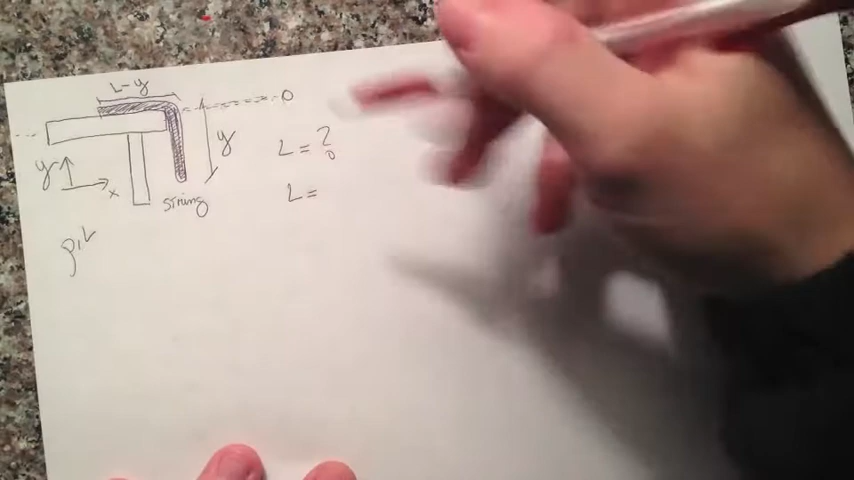 L-y
0
y
L = ?
y
x
string
L =
ρ, L